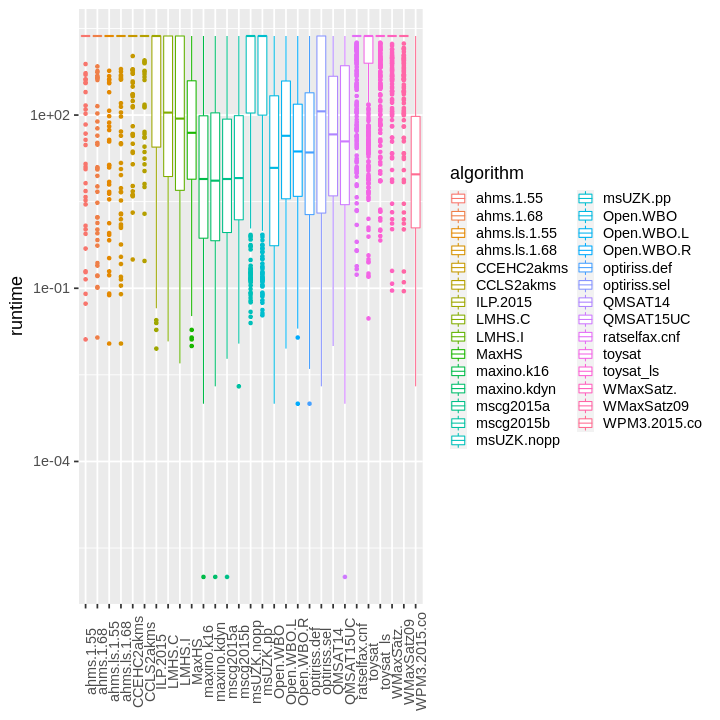 1e+02
1e-01
1e-04
runtime
ahms.1.55
ahms.1.68
ahms.ls.1.55
ahms.ls.1.68
CCEHC2akms
CCLS2akms
ILP.2015
LMHS.C
LMHS.I
MaxHS
maxino.k16
maxino.kdyn
mscg2015a
mscg2015b
msUZK.nopp
msUZK.pp
Open.WBO
Open.WBO.L
Open.WBO.R
optiriss.def
optiriss.sel
QMSAT14
QMSAT15UC
ratselfax.cnf
toysat
toysat_ls
WMaxSatz.
WMaxSatz09
WPM3.2015.co
algorithm
ahms.1.55
ahms.1.68
ahms.ls.1.55
ahms.ls.1.68
CCEHC2akms
CCLS2akms
ILP.2015
LMHS.C
LMHS.I
MaxHS
maxino.k16
maxino.kdyn
mscg2015a
mscg2015b
msUZK.nopp
msUZK.pp
Open.WBO
Open.WBO.L
Open.WBO.R
optiriss.def
optiriss.sel
QMSAT14
QMSAT15UC
ratselfax.cnf
toysat
toysat_ls
WMaxSatz.
WMaxSatz09
WPM3.2015.co